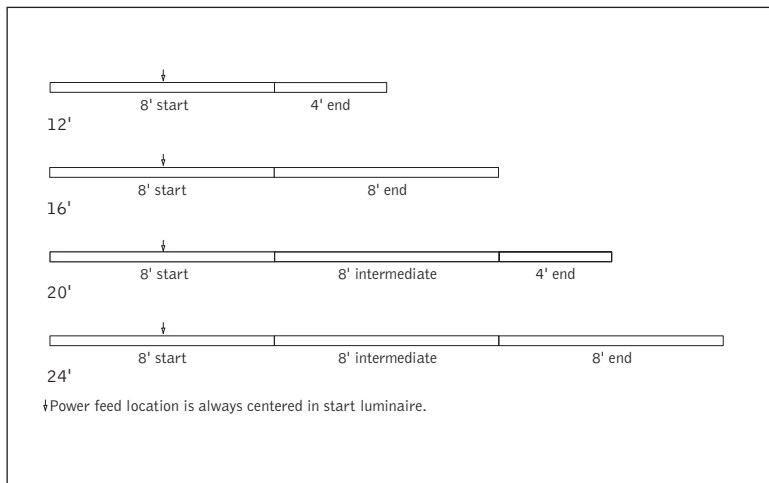 8' start 4' end
12'
8' start 8' end
16'
8' start 8' intermediate 4' end
20'
8' start 8' intermediate 8' end
24'
Power feed location is always centered in start luminaire.